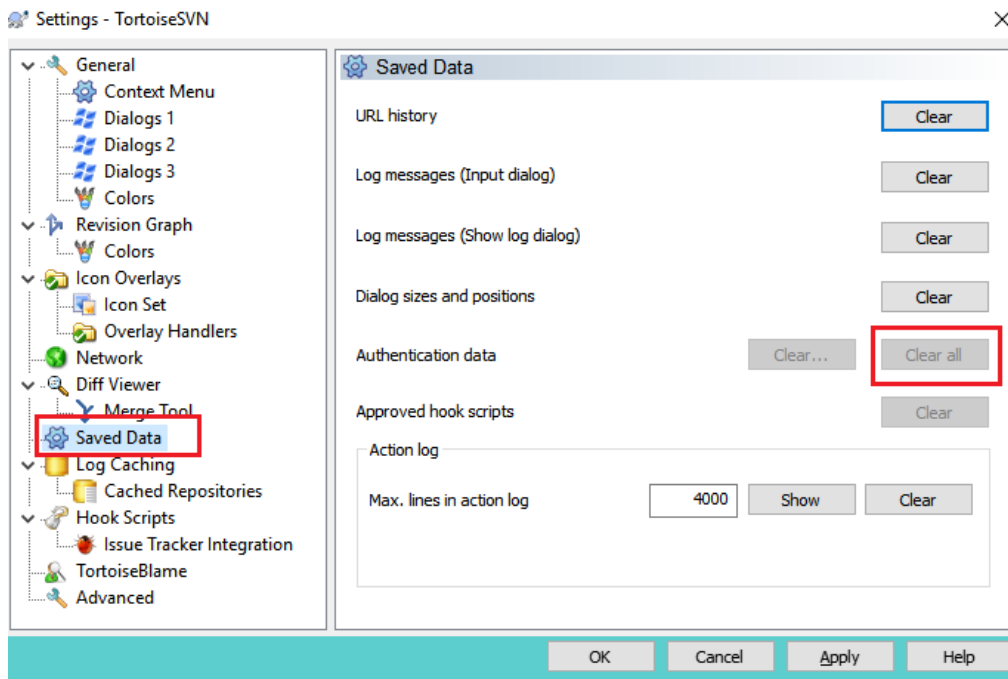 Settings - TortoiseSVN
General
Context Menu
Dialogs 1
Dialogs 2
Dialogs 3
Colors
Revision Graph
Colors
Icon Overlays
Icon Set
Overlay Handlers
Network
Diff Viewer
Merge Tool
Saved Data
Log Caching
Cached Repositories
Hook Scripts
Issue Tracker Integration
TortoiseBlame
Advanced
Saved Data
URL history Clear
Log messages (Input dialog) Clear
Log messages (Show log dialog) Clear
Dialog sizes and positions Clear
Authentication data Clear... Clear all
Approved hook scripts Clear
Action log
Max. lines in action log 4000 Show Clear
OK Cancel Apply Help